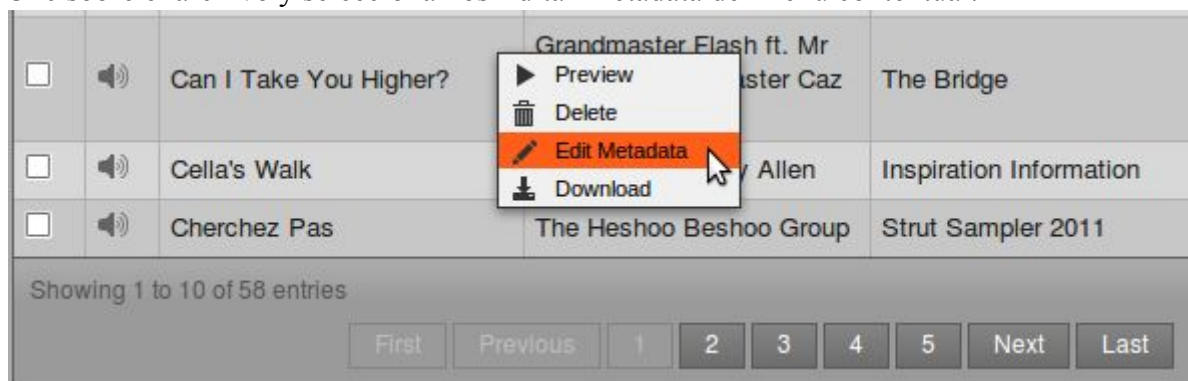 Grandmaster Flash ft. Mr
Can I Take You Higher?
The Bridge
Preview
Delete
Edit Metadata
Download
Cella's Walk
Allen
Inspiration Information
Cherchez Pas
The Heshoo Beshoo Group
Strut Sampler 2011
Showing 1 to 10 of 58 entries
First Previous 1 2 3 4 5 Next Last